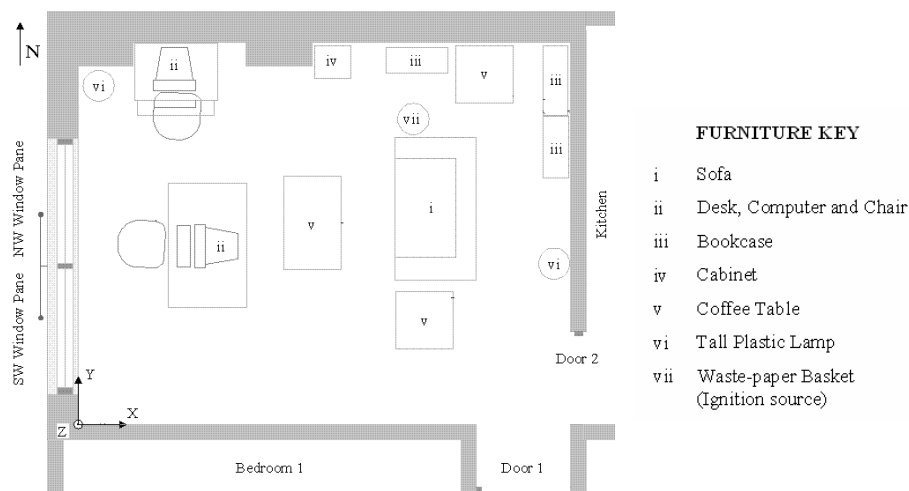 N
ii
iv
iii
v
iii
vi
vii
iii
NW Window Pane
SW Window Pane
ii
v
i
Kitchen
vi
v
Door 2
Y
X
Z
Bedroom 1
Door 1
FURNITURE KEY
i Sofa
ii Desk, Computer and Chair
iii Bookcase
iv Cabinet
v Coffee Table
vi Tall Plastic Lamp
vii Waste-paper Basket
(Ignition source)